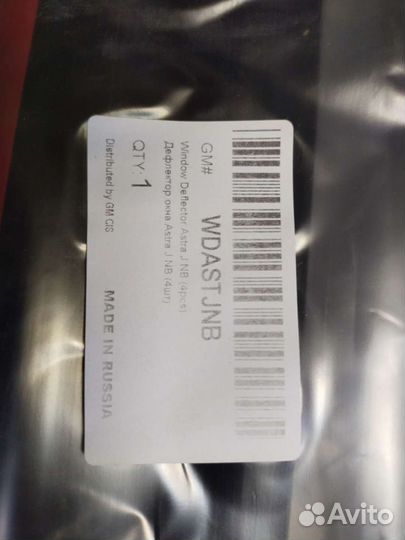 GM# WDASTJNB
Window Deflector Astra J NB (4pcs)
Дефлектор окна Astra J NB (4шт)
QTY: 1
Distributed by GM CIS
MADE IN RUSSIA
Avito